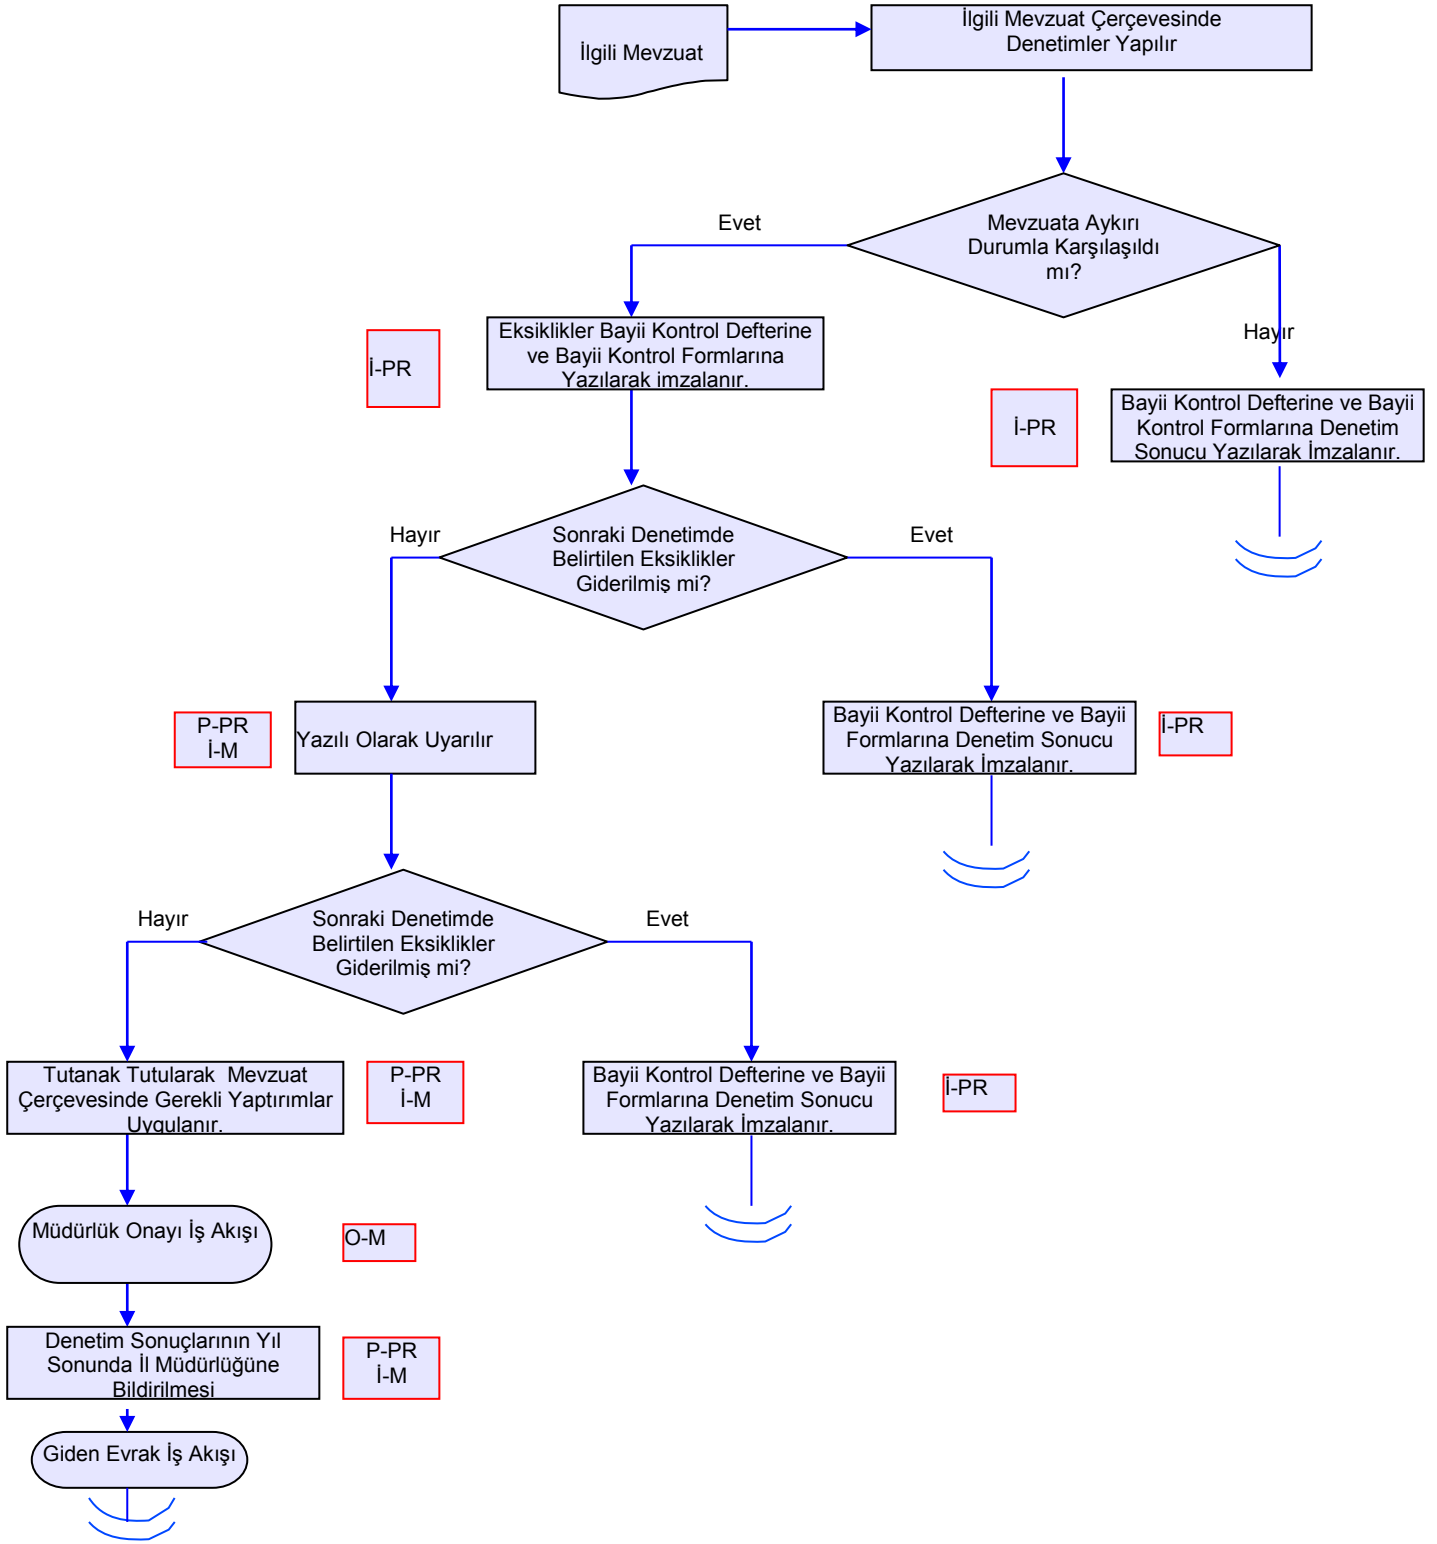 İlgili Mevzuat
İlgili Mevzuat Çerçevesinde
Denetimler Yapılır
Mevzuata Aykırı
Durumla Karşılaşıldı
mı?
Evet
Hayır
İ-PR
Eksiklikler Bayii Kontrol Defterine
ve Bayii Kontrol Formlarına
Yazılarak imzalanır.
İ-PR
Bayii Kontrol Defterine ve Bayii
Kontrol Formlarına Denetim
Sonucu Yazılarak İmzalanır.
Hayır
Sonraki Denetimde
Belirtilen Eksiklikler
Giderilmiş mi?
Evet
P-PR
İ-M
Yazılı Olarak Uyarılır
Bayii Kontrol Defterine ve Bayii
Formlarına Denetim Sonucu
Yazılarak İmzalanır.
İ-PR
Hayır
Sonraki Denetimde
Belirtilen Eksiklikler
Giderilmiş mi?
Evet
Tutanak Tutularak  Mevzuat
Çerçevesinde Gerekli Yaptırımlar
Uygulanır.
P-PR
İ-M
Bayii Kontrol Defterine ve Bayii
Formlarına Denetim Sonucu
Yazılarak İmzalanır.
İ-PR
Müdürlük Onayı İş Akışı
O-M
Denetim Sonuçlarının Yıl
Sonunda İl Müdürlüğüne
Bildirilmesi
P-PR
İ-M
Giden Evrak İş Akışı